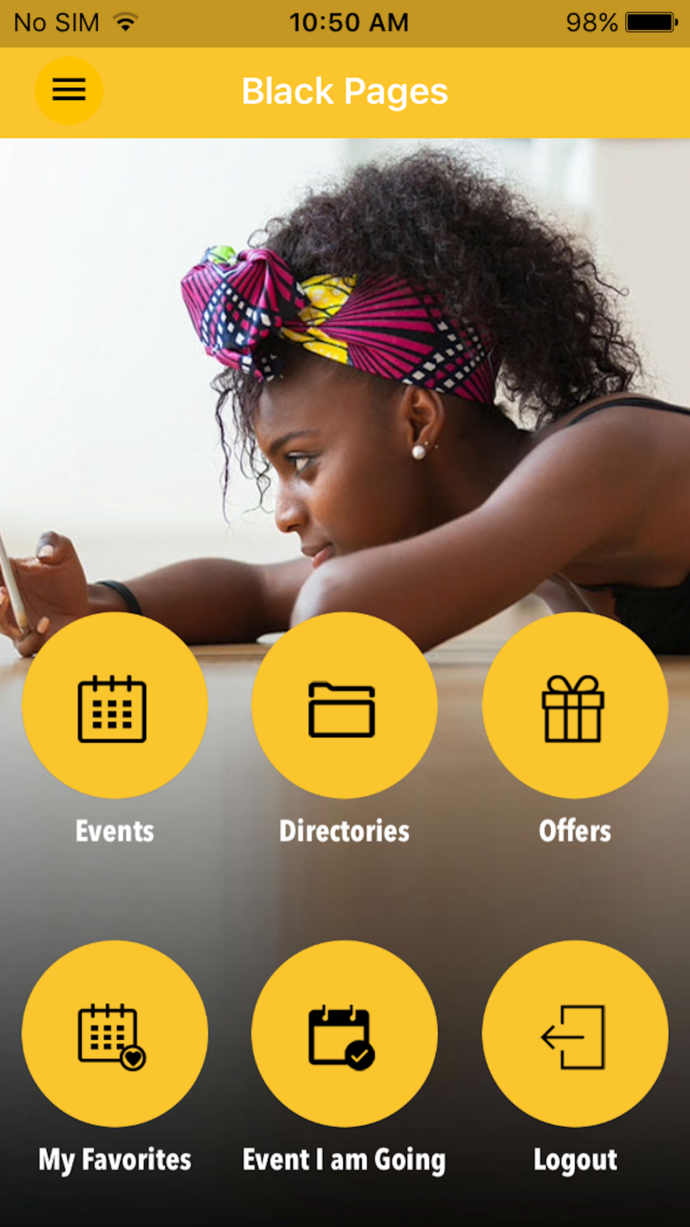 No SIM 10:50 AM 98%
Black Pages
Events Directories Offers
My Favorites Event I am Going Logout